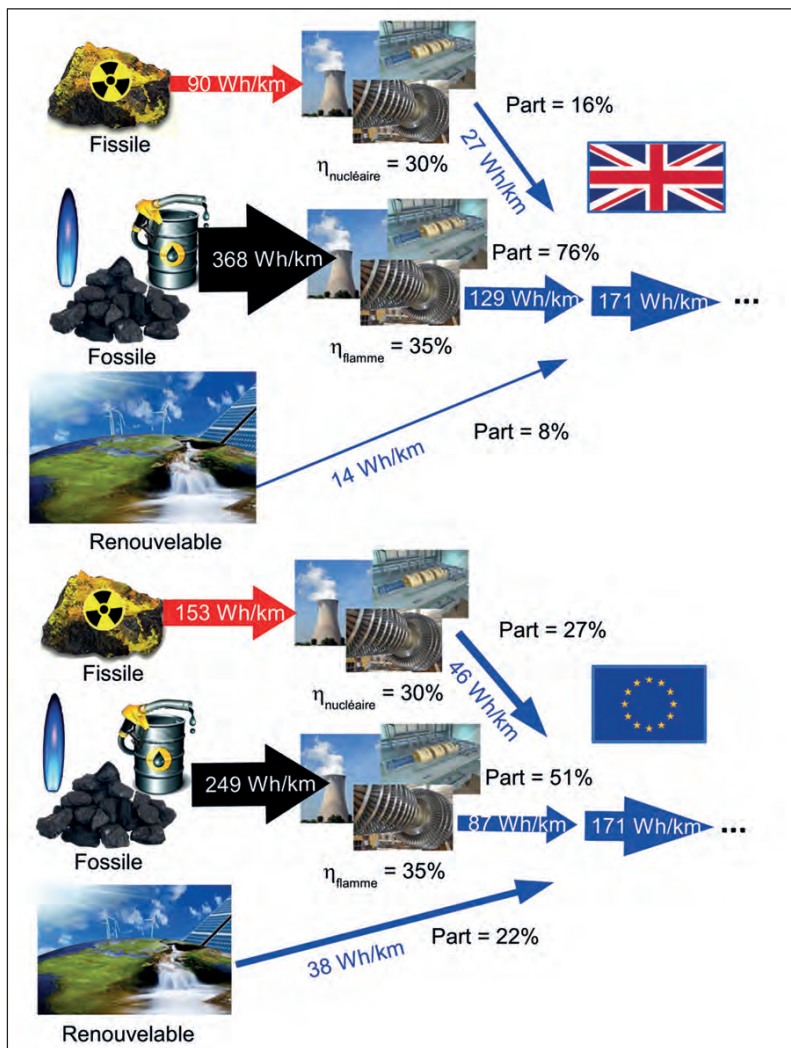 90 Wh/km
Part = 16%
Fissile
27 Wh/km
ηnucléaire = 30%
368 Wh/km
Part = 76%
129 Wh/km
171 Wh/km
...
Fossile
ηflamme = 35%
Part = 8%
14 Wh/km
Renouvelable
153 Wh/km
Part = 27%
Fissile
46 Wh/km
ηnucléaire = 30%
249 Wh/km
Part = 51%
87 Wh/km
171 Wh/km
...
Fossile
ηflamme = 35%
Part = 22%
38 Wh/km
Renouvelable